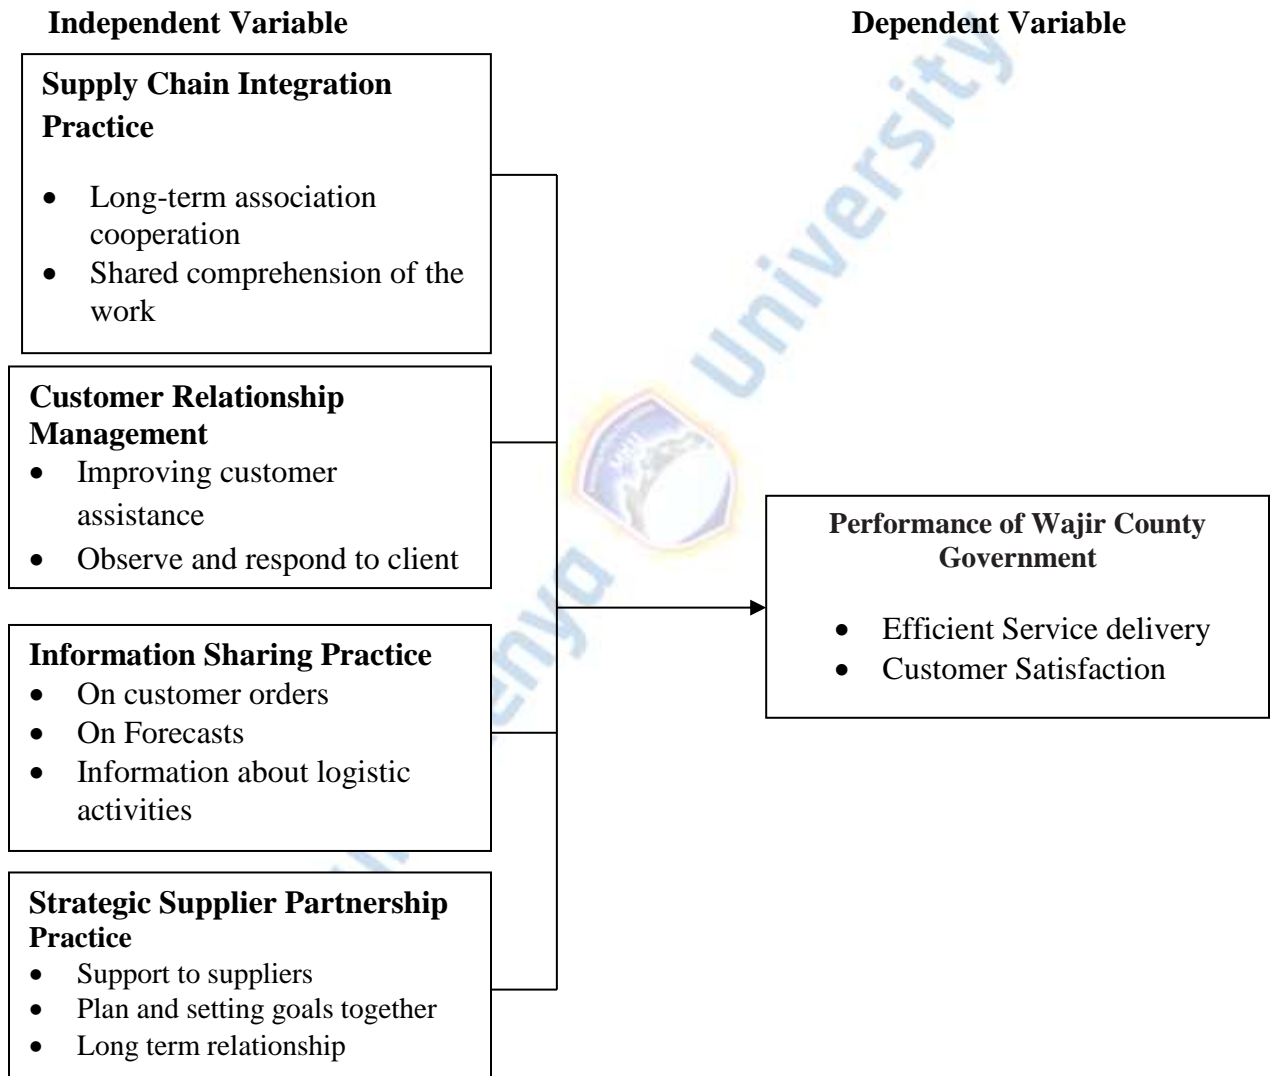 Independent Variable
Dependent Variable
Supply Chain Integration
Practice
• Long-term association
cooperation
• Shared comprehension of the
work
Customer Relationship
Management
• Improving customer
assistance
• Observe and respond to client
Information Sharing Practice
• On customer orders
• On Forecasts
• Information about logistic
activities
Strategic Supplier Partnership
Practice
• Support to suppliers
• Plan and setting goals together
• Long term relationship
Performance of Wajir County
Government
• Efficient Service delivery
• Customer Satisfaction
University